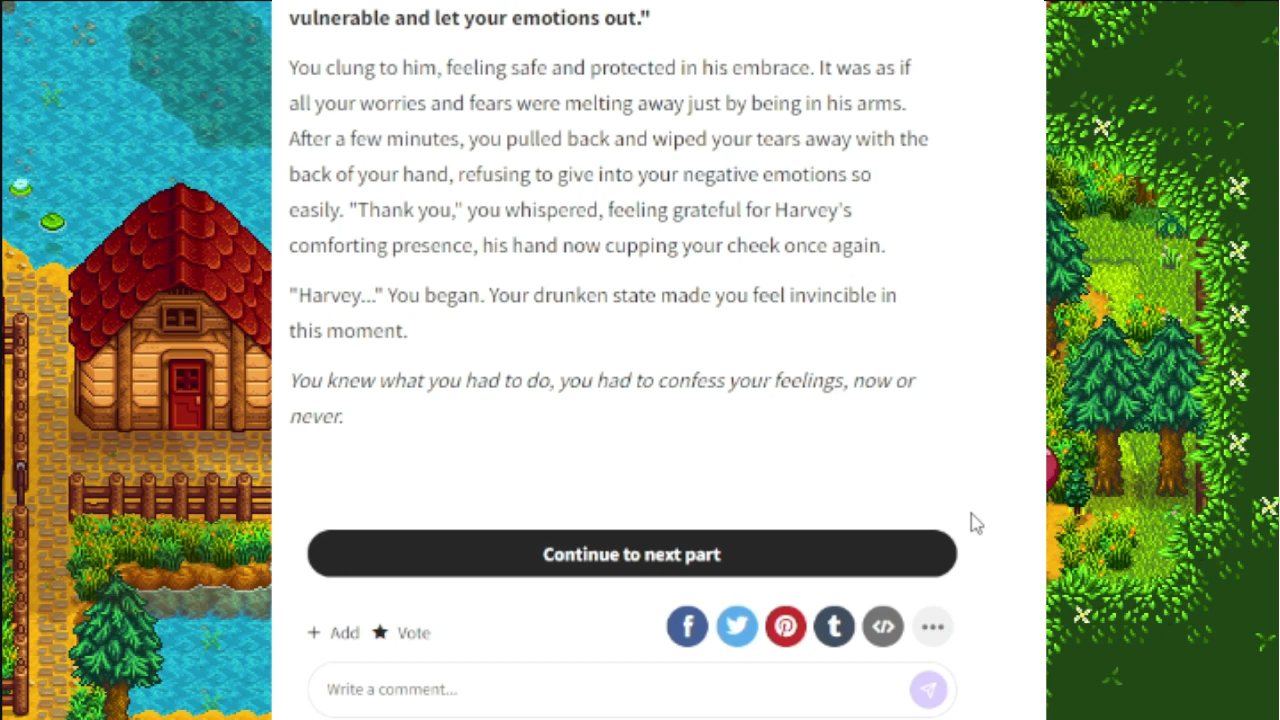 vulnerable and let your emotions out."
You clung to him, feeling safe and protected in his embrace. It was as if
all your worries and fears were melting away just by being in his arms.
After a few minutes, you pulled back and wiped your tears away with the
back of your hand, refusing to give into your negative emotions so
easily. "Thank you," you whispered, feeling grateful for Harvey's
comforting presence, his hand now cupping your cheek once again.
"Harvey..." You began. Your drunken state made you feel invincible in
this moment.
You knew what you had to do, you had to confess your feelings, now or
never.
Continue to next part
+ Add ★ Vote
Write a comment...